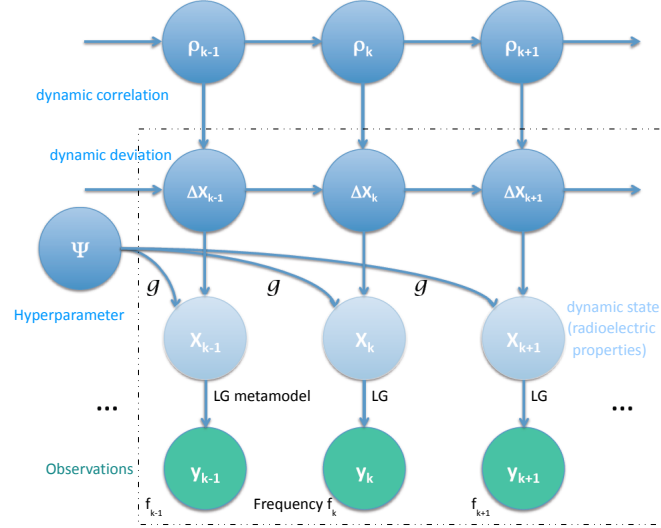 ρk-1 ρk ρk+1
dynamic correlation
dynamic deviation
ΔXk-1 ΔXk ΔXk+1
Ψ
g g g
Hyperparameter
dynamic state
(radioelectric
properties)
Xk-1 Xk Xk+1
LG metamodel LG LG
... ...
Observations
yk-1 yk yk+1
fk-1 Frequency fk fk+1